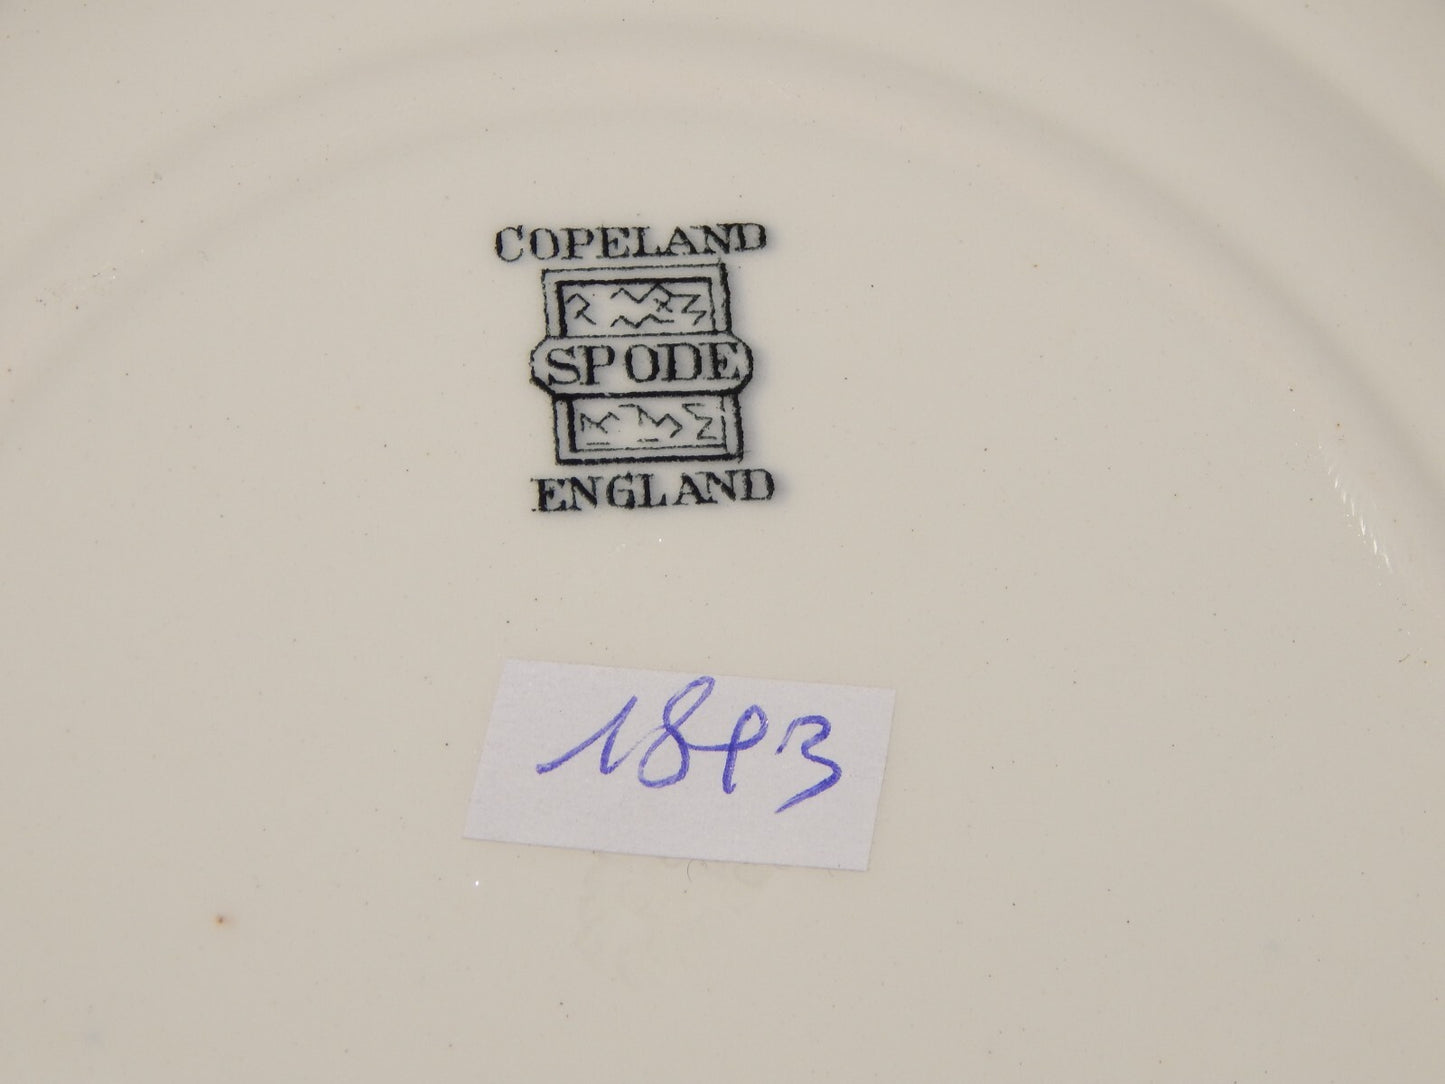 COPELAND
SPODE
ENGLAND
1893